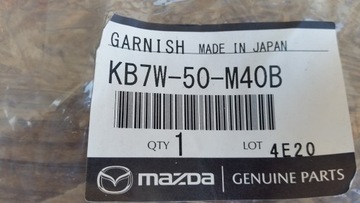 GARNISH MADE IN JAPAN
KB7W-50-M40B
QTY 1 LOT 4E20
mazda GENUINE PARTS